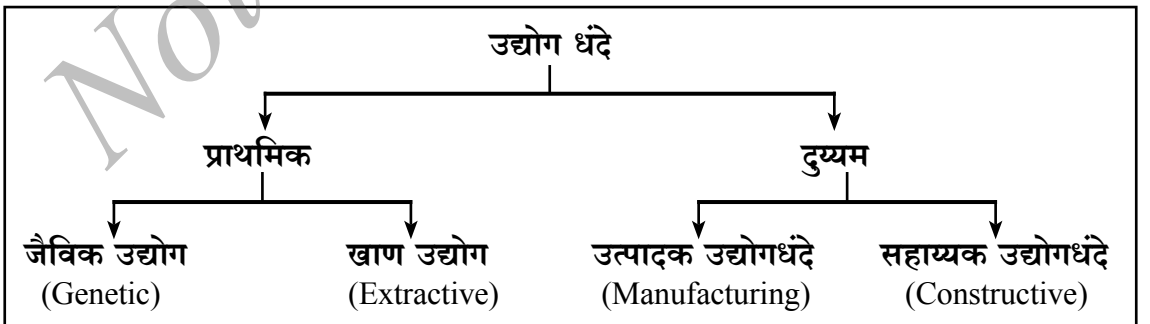 उद्योग धंदे
प्राथमिक दुय्यम
जैविक उद्योग खाण उद्योग उत्पादक उद्योगधंदे सहाय्यक उद्योगधंदे
(Genetic) (Extractive) (Manufacturing) (Constructive)